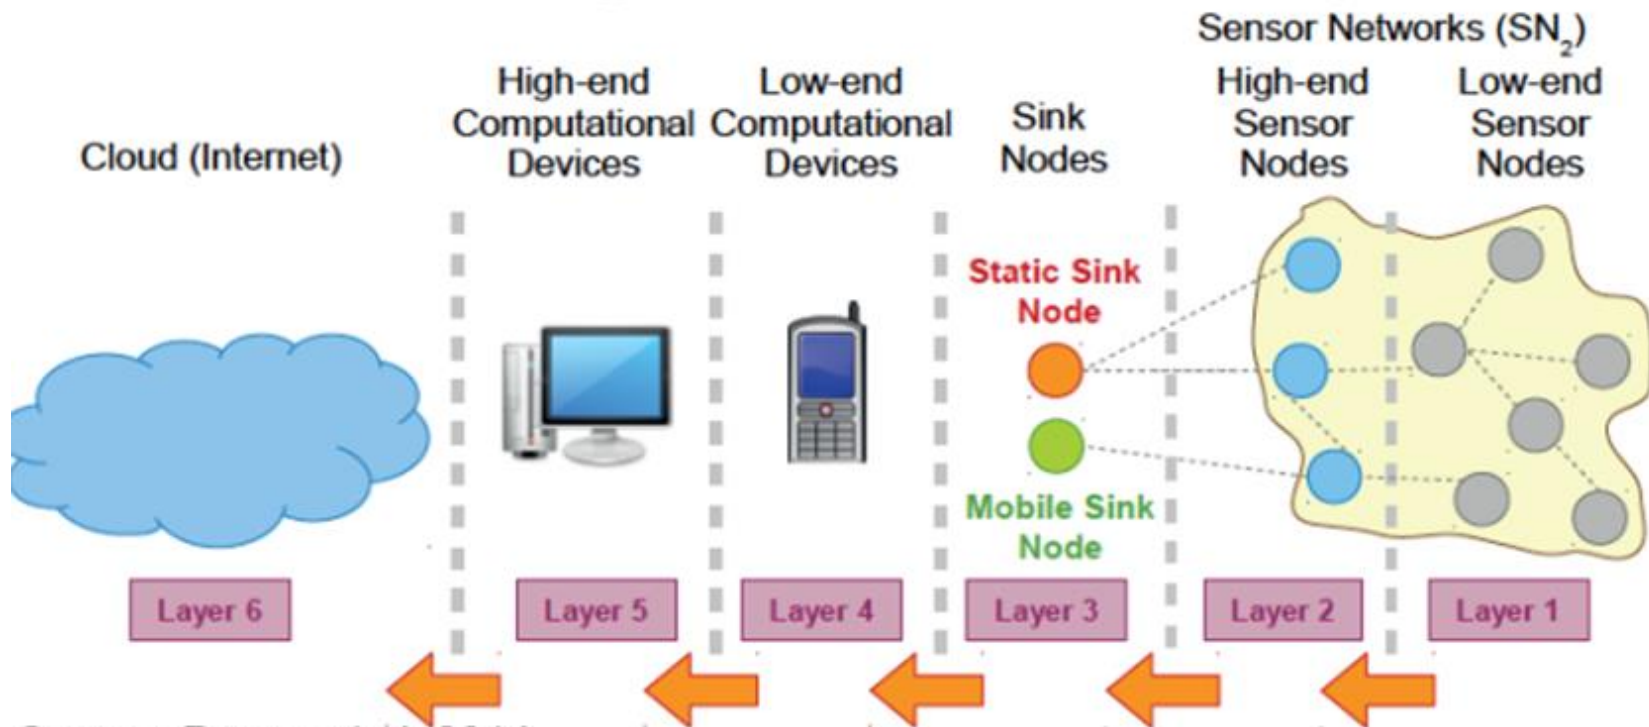 Sensor Networks (SN2)
Cloud (Internet)
High-end
Computational
Devices
Low-end
Computational
Devices
Sink
Nodes
High-end
Sensor
Nodes
Low-end
Sensor
Nodes
Static Sink
Node
Mobile Sink
Node
Layer 6
Layer 5
Layer 4
Layer 3
Layer 2
Layer 1